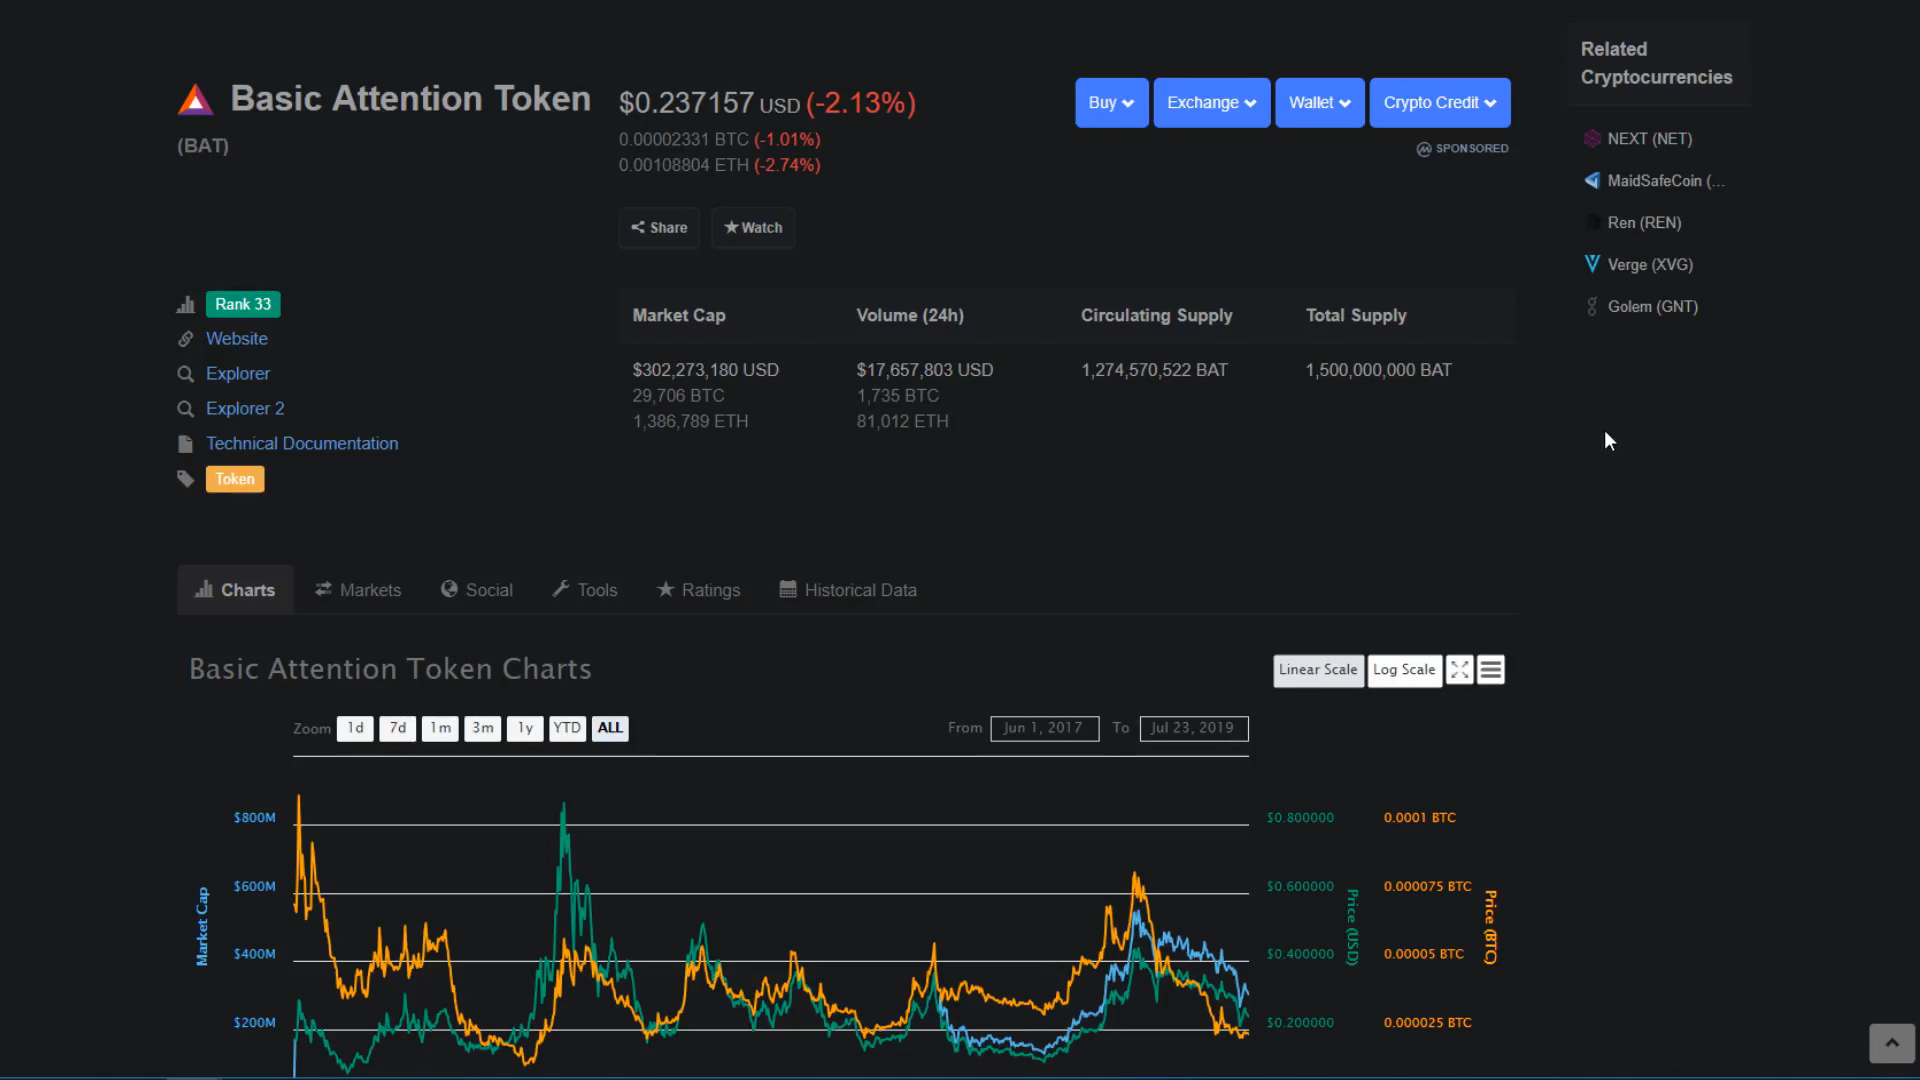 Basic Attention Token
(BAT)
$0.237157 USD (-2.13%)
0.00002331 BTC (-1.01%)
0.00108804 ETH (-2.74%)
Share
Watch
Buy
Exchange
Wallet
Crypto Credit
SPONSORED
Related
Cryptocurrencies
NEXT (NET)
MaidSafeCoin (...
Ren (REN)
Verge (XVG)
Golem (GNT)
Rank 33
Website
Explorer
Explorer 2
Technical Documentation
Token
Market Cap Volume (24h) Circulating Supply Total Supply
$302,273,180 USD $17,657,803 USD 1,274,570,522 BAT 1,500,000,000 BAT
29,706 BTC 1,735 BTC
1,386,789 ETH 81,012 ETH
Charts Markets Social Tools Ratings Historical Data
Basic Attention Token Charts
Linear Scale Log Scale
Zoom 1d 7d 1m 3m 1y YTD ALL
From Jun 1, 2017 To Jul 23, 2019
$800M $0.800000 0.0001 BTC
$600M $0.600000 0.000075 BTC
$400M $0.400000 0.00005 BTC
$200M $0.200000 0.000025 BTC
Market Cap
Price (USD)
Price (BTC)